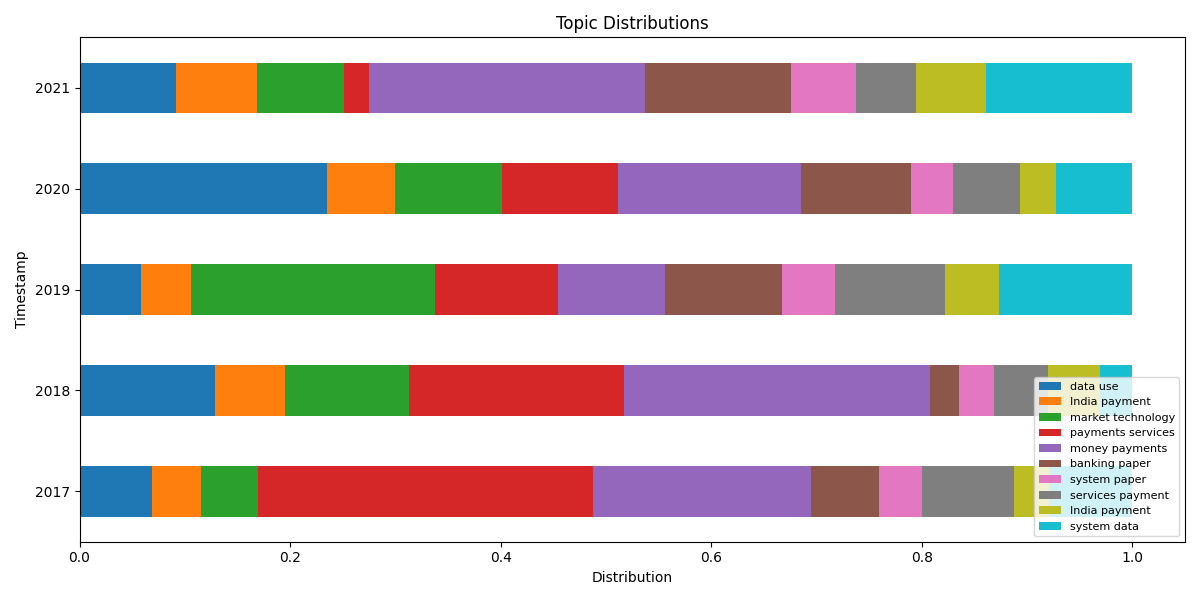 Topic Distributions
Timestamp
2021
2020
2019
2018
2017
data use
India payment
market technology
payments services
money payments
banking paper
system paper
services payment
India payment
system data
0.0 0.2 0.4 0.6 0.8 1.0
Distribution